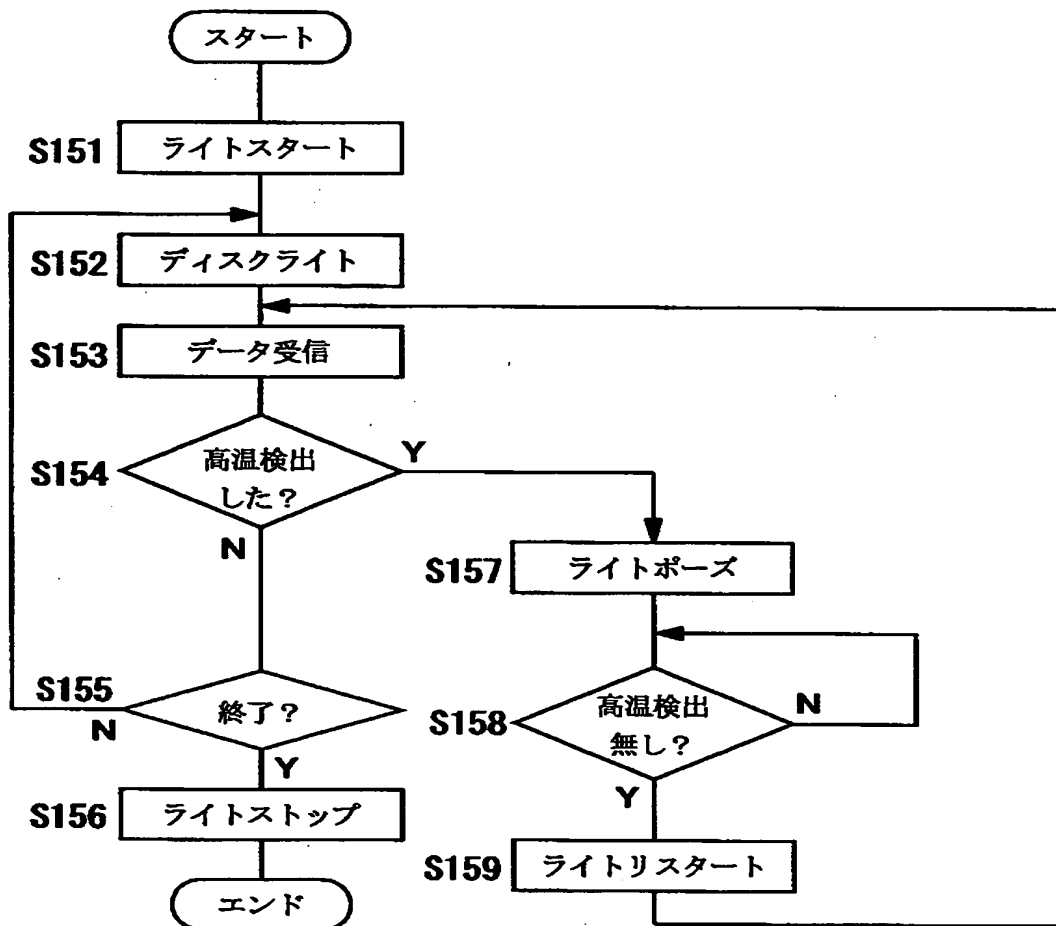 スタート
S151
ライトスタート
S152
ディスクライト
S153
データ受信
S154
高温検出
した？
Y
N
S157
ライトポーズ
S155
終了？
N
Y
S158
高温検出
無し？
N
Y
S156
ライトストップ
S159
ライトリスタート
エンド